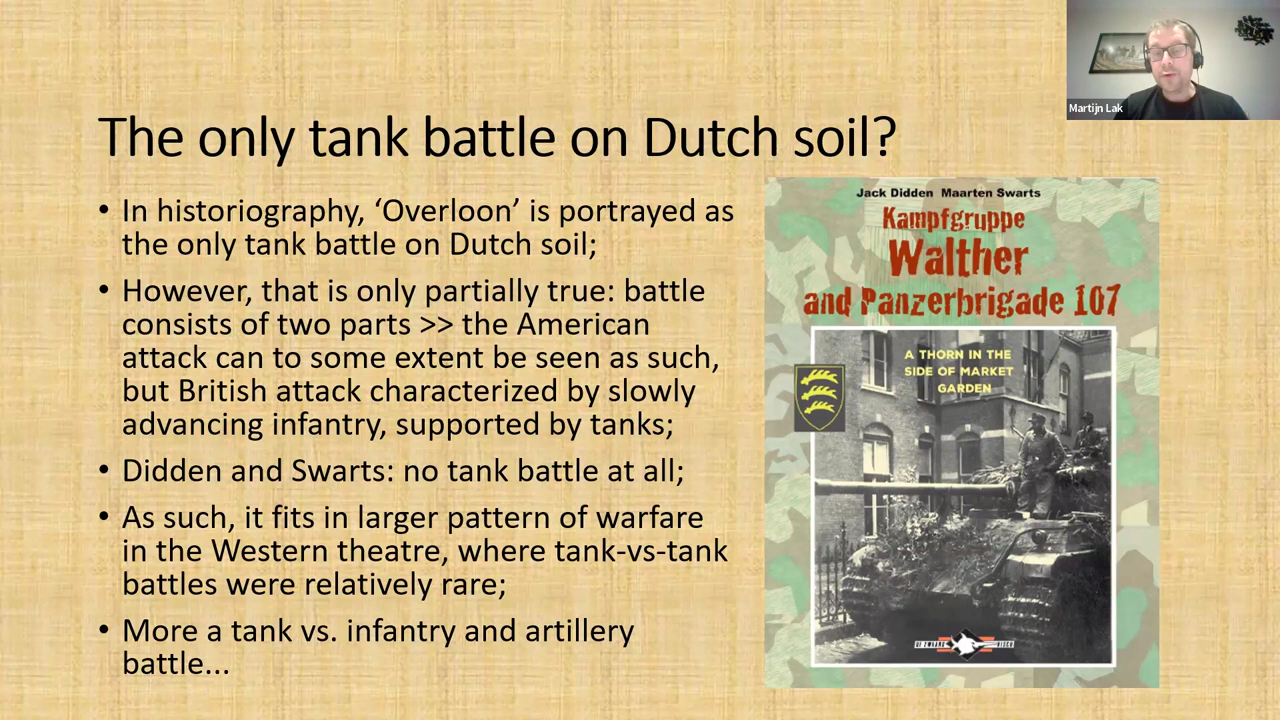 Martijn Lak
The only tank battle on Dutch soil?
• In historiography, ‘Overloon’ is portrayed as
the only tank battle on Dutch soil;
• However, that is only partially true: battle
consists of two parts >> the American
attack can to some extent be seen as such,
but British attack characterized by slowly
advancing infantry, supported by tanks;
• Didden and Swarts: no tank battle at all;
• As such, it fits in larger pattern of warfare
in the Western theatre, where tank-vs-tank
battles were relatively rare;
• More a tank vs. infantry and artillery
battle...
Jack Didden Maarten Swarts
Kampfgruppe
Walther
and Panzerbrigade 107
A THORN IN THE
SIDE OF MARKET
GARDEN